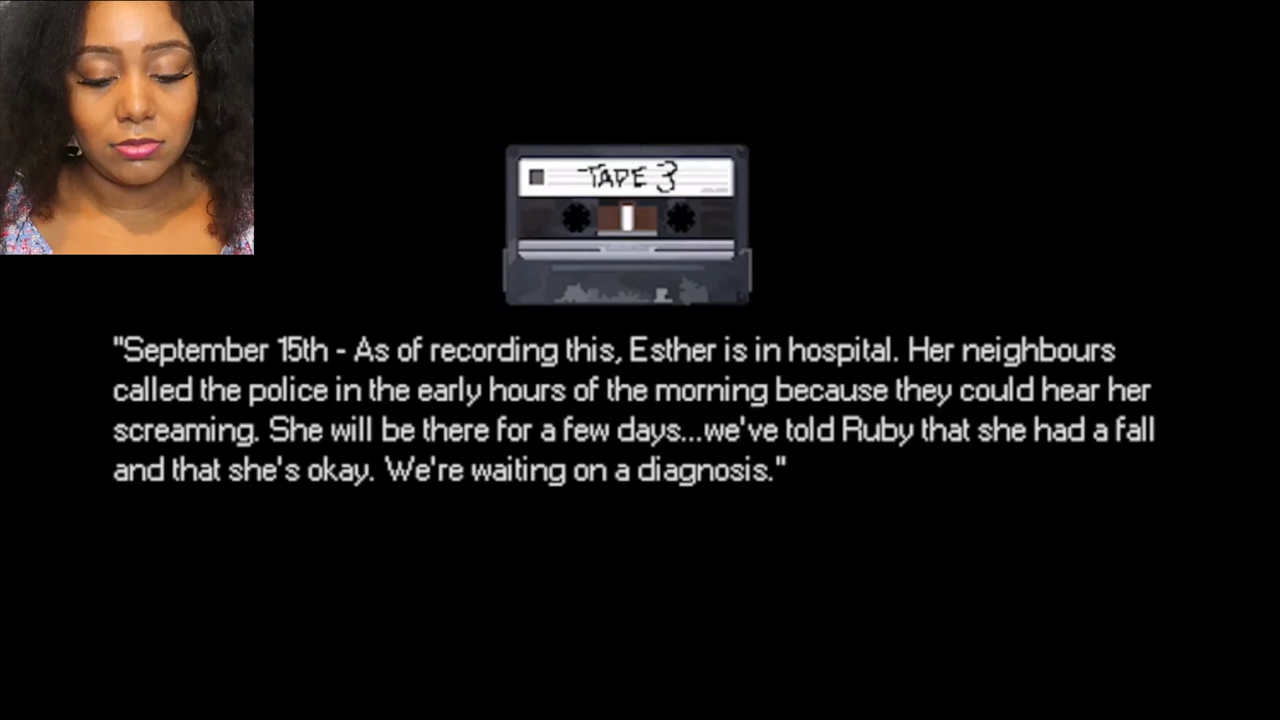 TAPE 3
"September 15th - As of recording this, Esther is in hospital. Her neighbours
called the police in the early hours of the morning because they could hear her
screaming. She will be there for a few days...we've told Ruby that she had a fall
and that she's okay. We're waiting on a diagnosis."